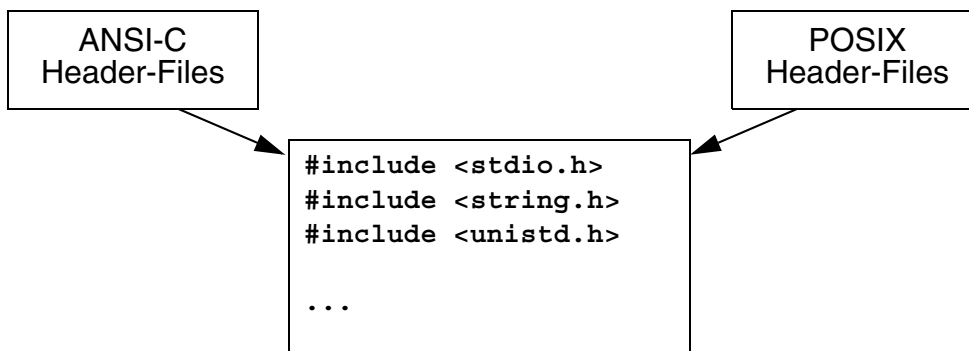 ANSI-C
Header-Files
POSIX
Header-Files
#include <stdio.h>
#include <string.h>
#include <unistd.h>
...